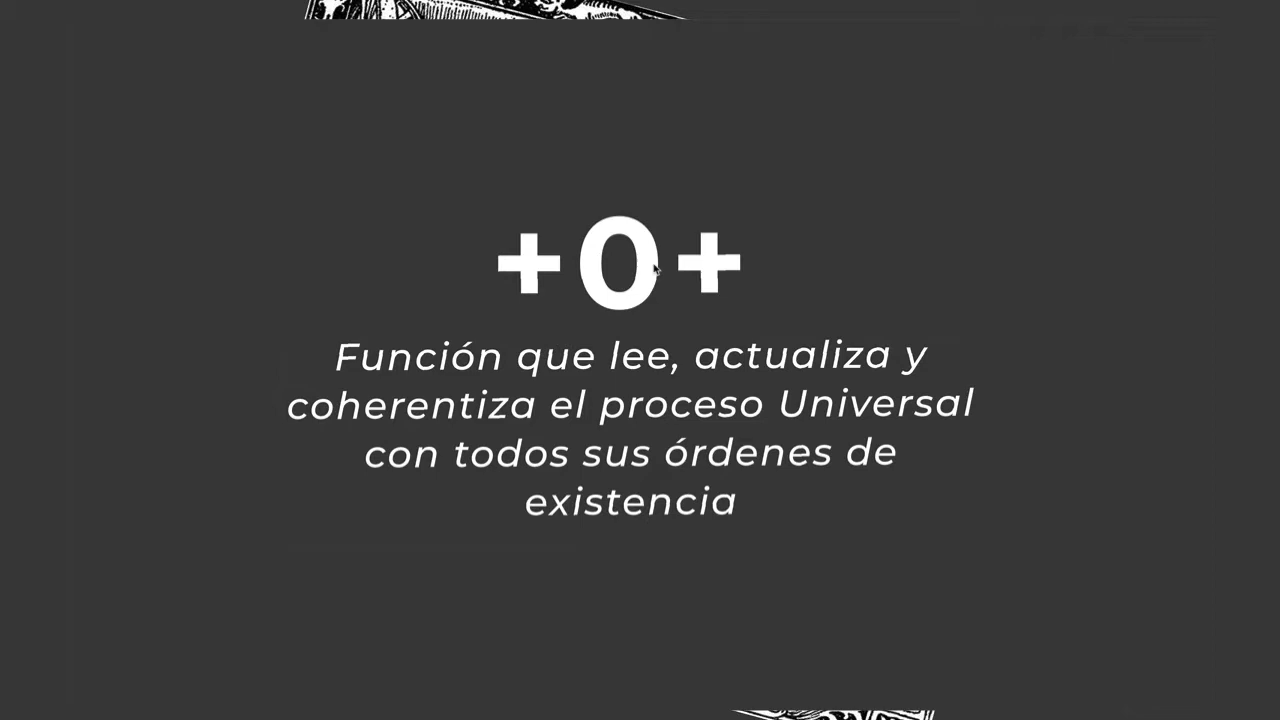 +0+
Función que lee, actualiza y
coherentiza el proceso Universal
con todos sus órdenes de
existencia